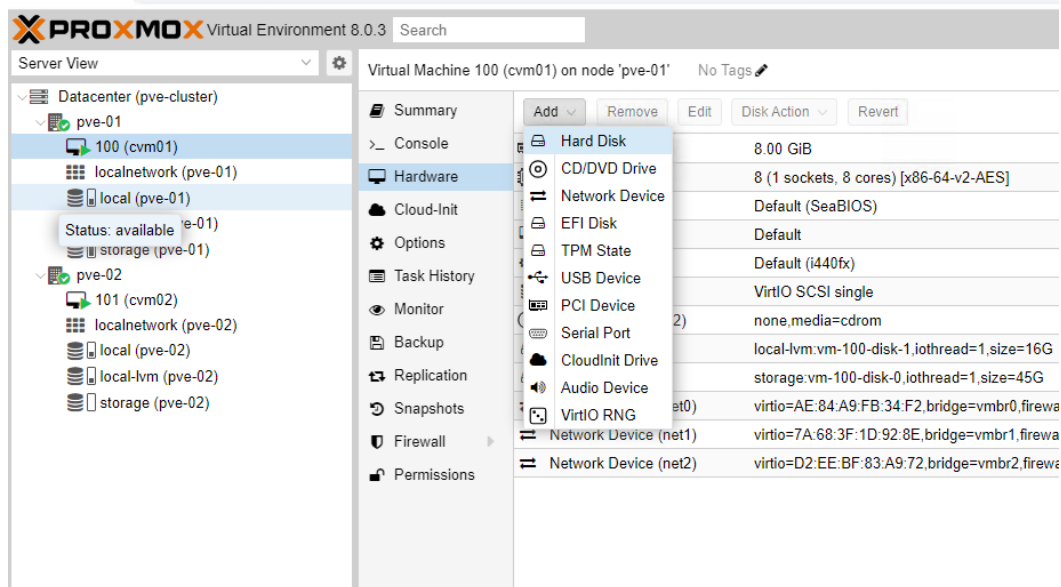 PROXMOX Virtual Environment 8.0.3 Search
Server View
Datacenter (pve-cluster)
pve-01
100 (cvm01)
localnetwork (pve-01)
local (pve-01)
Status: available
e-01)
storage (pve-01)
pve-02
101 (cvm02)
localnetwork (pve-02)
local (pve-02)
local-lvm (pve-02)
storage (pve-02)
Virtual Machine 100 (cvm01) on node 'pve-01' No Tags
Summary
Console
Hardware
Cloud-Init
Options
Task History
Monitor
Backup
Replication
Snapshots
Firewall
Permissions
Add Remove Edit Disk Action Revert
Hard Disk
CD/DVD Drive
Network Device
EFI Disk
TPM State
USB Device
PCI Device
Serial Port
CloudInit Drive
Audio Device
VirtIO RNG
8.00 GiB
8 (1 sockets, 8 cores) [x86-64-v2-AES]
Default (SeaBIOS)
Default
Default (i440fx)
VirtIO SCSI single
2) none,media=cdrom
local-lvm:vm-100-disk-1,iothread=1,size=16G
storage:vm-100-disk-0,iothread=1,size=45G
et0) virtio=AE:84:A9:FB:34:F2,bridge=vmbr0,firewa
Network Device (net1) virtio=7A:68:3F:1D:92:8E,bridge=vmbr1,firewa
Network Device (net2) virtio=D2:EE:BF:83:A9:72,bridge=vmbr2,firewa